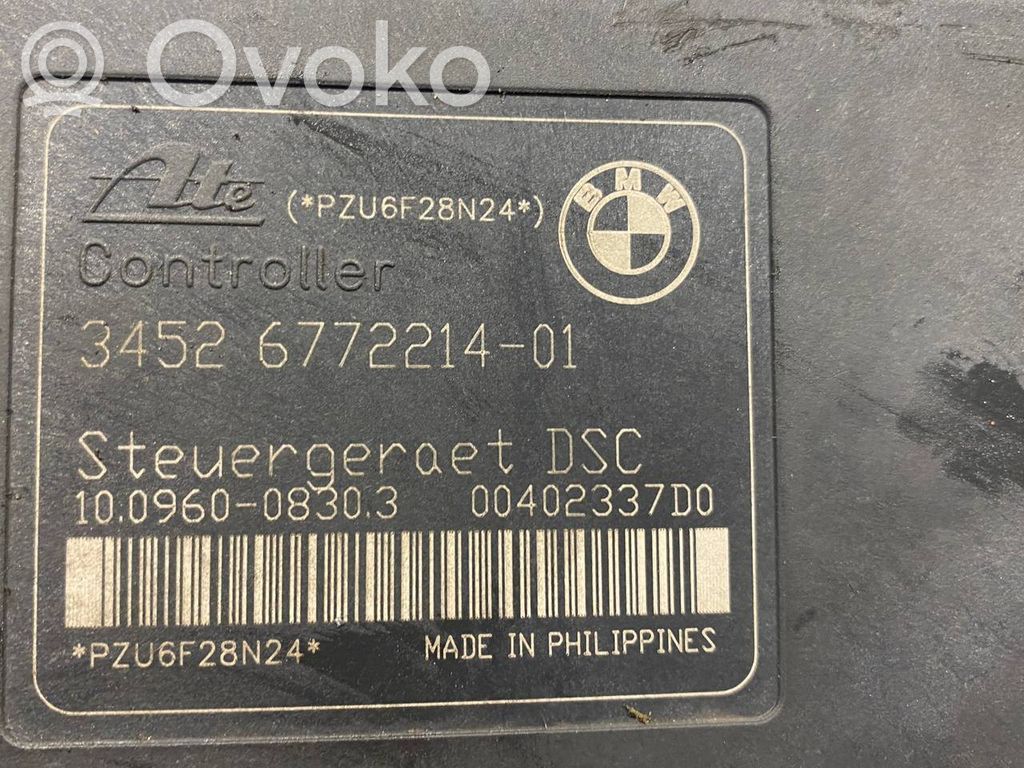 Ovoko
Ate (*PZU6F28N24*) BMW
Controller
3452 6772214-01
Steuergeraet DSC
10.0960-0830.3 00402337D0
*PZU6F28N24* MADE IN PHILIPPINES